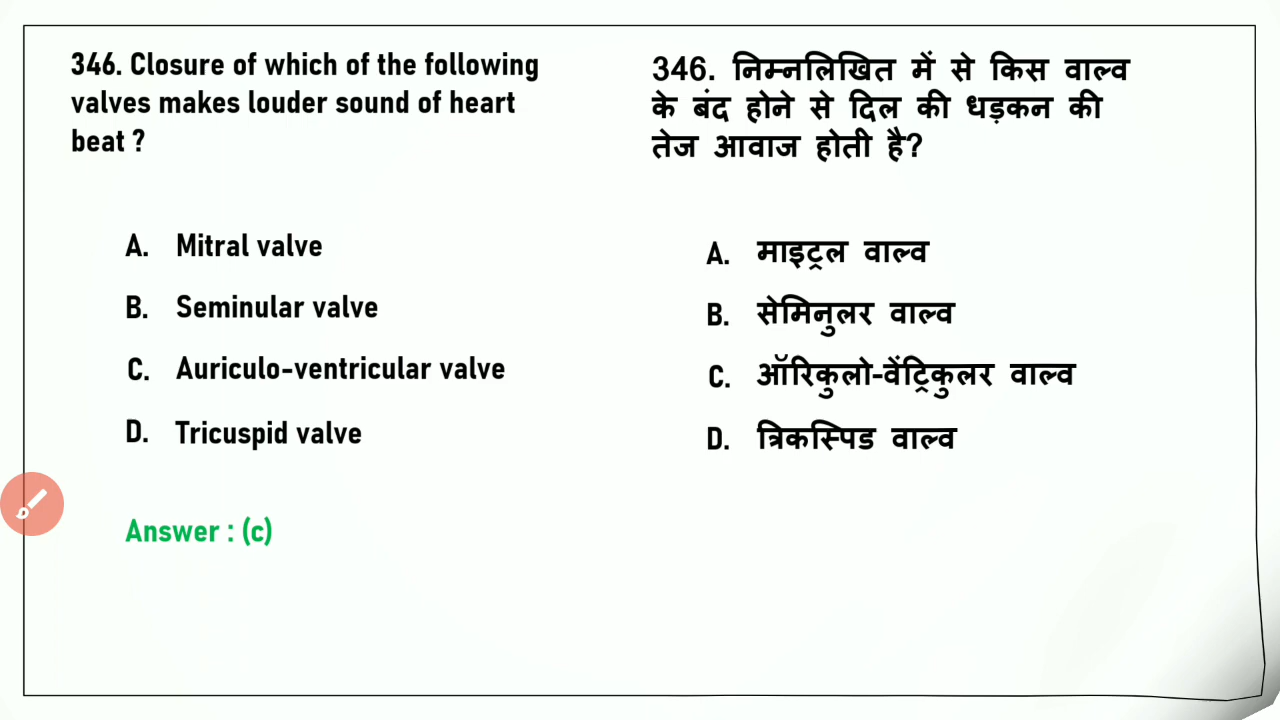 346. Closure of which of the following
valves makes louder sound of heart
beat ?
A. Mitral valve
B. Seminular valve
C. Auriculo-ventricular valve
D. Tricuspid valve
Answer : (c)
346. निम्नलिखित में से किस वाल्व
के बंद होने से दिल की धड़कन की
तेज आवाज होती है?
A. माइट्रल वाल्व
B. सेमिनुलर वाल्व
C. ऑरिकुलो-वेंट्रिकुलर वाल्व
D. त्रिकस्पिड वाल्व